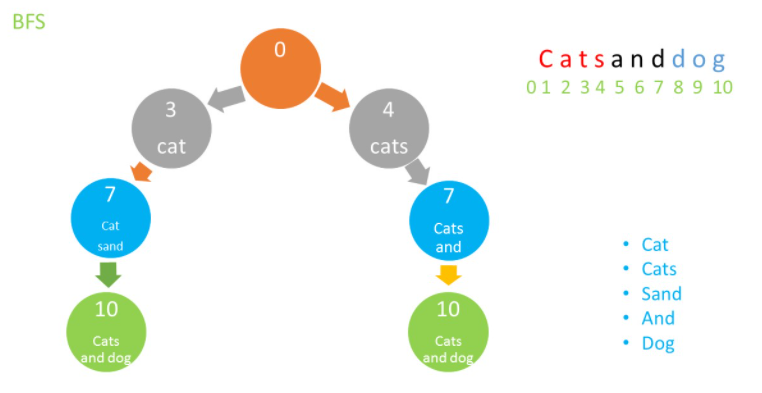 BFS
0
Catsanddog
0 1 2 3 4 5 6 7 8 9 10
3
cat
4
cats
7
Cat
sand
7
Cats
and
10
Cats
and dog
10
Cats
and dog
• Cat
• Cats
• Sand
• And
• Dog